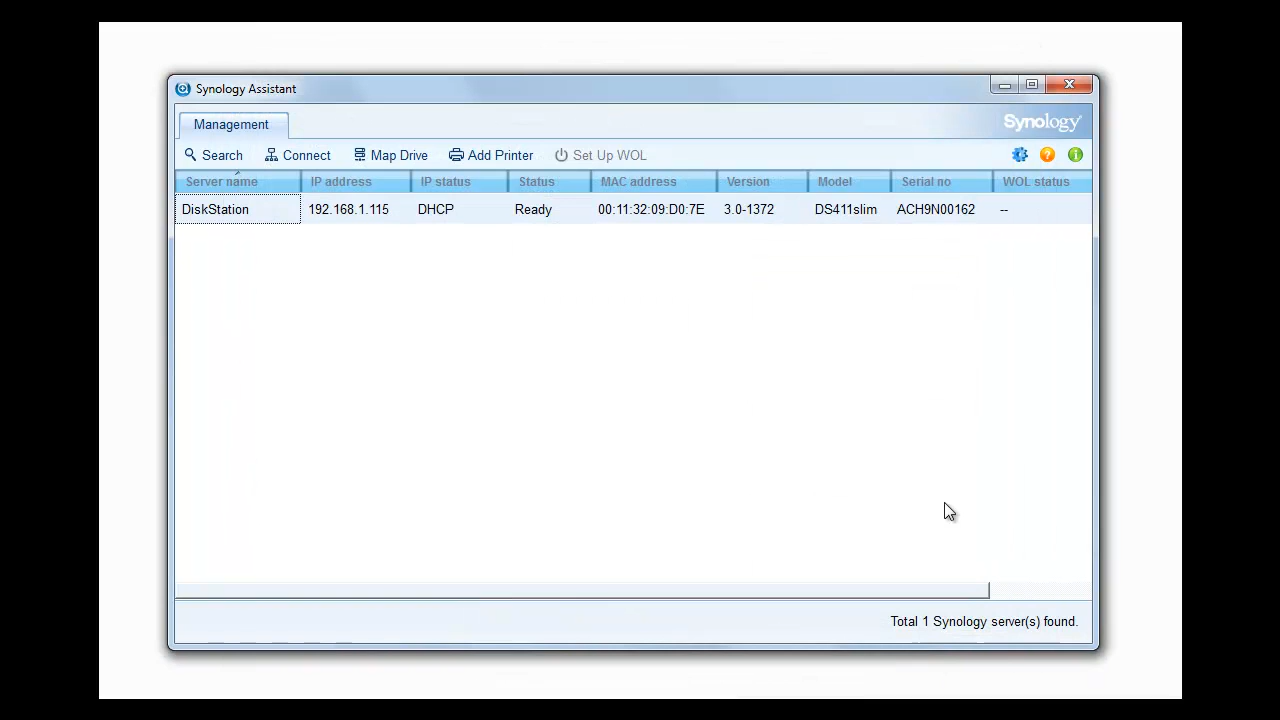 Synology Assistant
Management
Synology
Search Connect Map Drive Add Printer Set Up WOL
Server name IP address IP status Status MAC address Version Model Serial no WOL status
DiskStation 192.168.1.115 DHCP Ready 00:11:32:09:D0:7E 3.0-1372 DS411slim ACH9N00162 --
Total 1 Synology server(s) found.